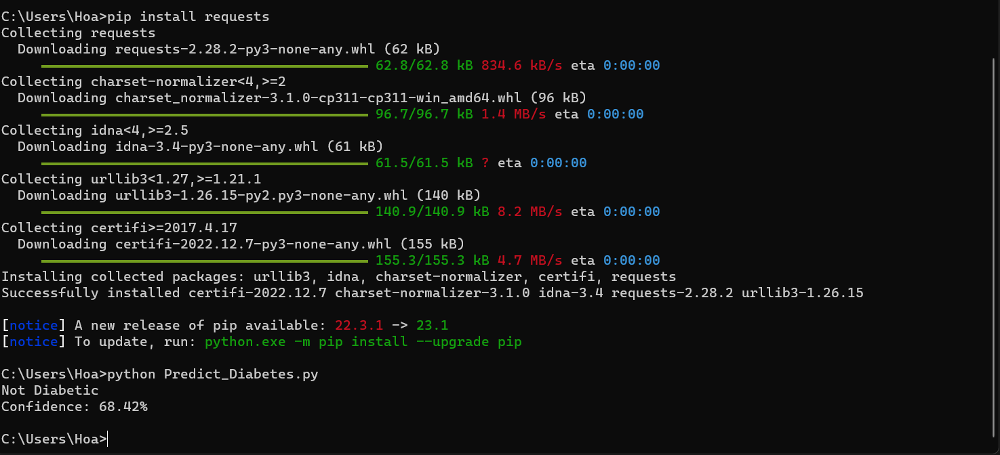 C:\Users\Hoa>pip install requests
Collecting requests
  Downloading requests-2.28.2-py3-none-any.whl (62 kB)
62.8/62.8 kB 834.6 kB/s eta 0:00:00
Collecting charset-normalizer<4,>=2
  Downloading charset_normalizer-3.1.0-cp311-cp311-win_amd64.whl (96 kB)
96.7/96.7 kB 1.4 MB/s eta 0:00:00
Collecting idna<4,>=2.5
  Downloading idna-3.4-py3-none-any.whl (61 kB)
61.5/61.5 kB ? eta 0:00:00
Collecting urllib3<1.27,>=1.21.1
  Downloading urllib3-1.26.15-py2.py3-none-any.whl (140 kB)
140.9/140.9 kB 8.2 MB/s eta 0:00:00
Collecting certifi>=2017.4.17
  Downloading certifi-2022.12.7-py3-none-any.whl (155 kB)
155.3/155.3 kB 4.7 MB/s eta 0:00:00
Installing collected packages: urllib3, idna, charset-normalizer, certifi, requests
Successfully installed certifi-2022.12.7 charset-normalizer-3.1.0 idna-3.4 requests-2.28.2 urllib3-1.26.15
[notice] A new release of pip available: 22.3.1 -> 23.1
[notice] To update, run: python.exe -m pip install --upgrade pip
C:\Users\Hoa>python Predict_Diabetes.py
Not Diabetic
Confidence: 68.42%
C:\Users\Hoa>